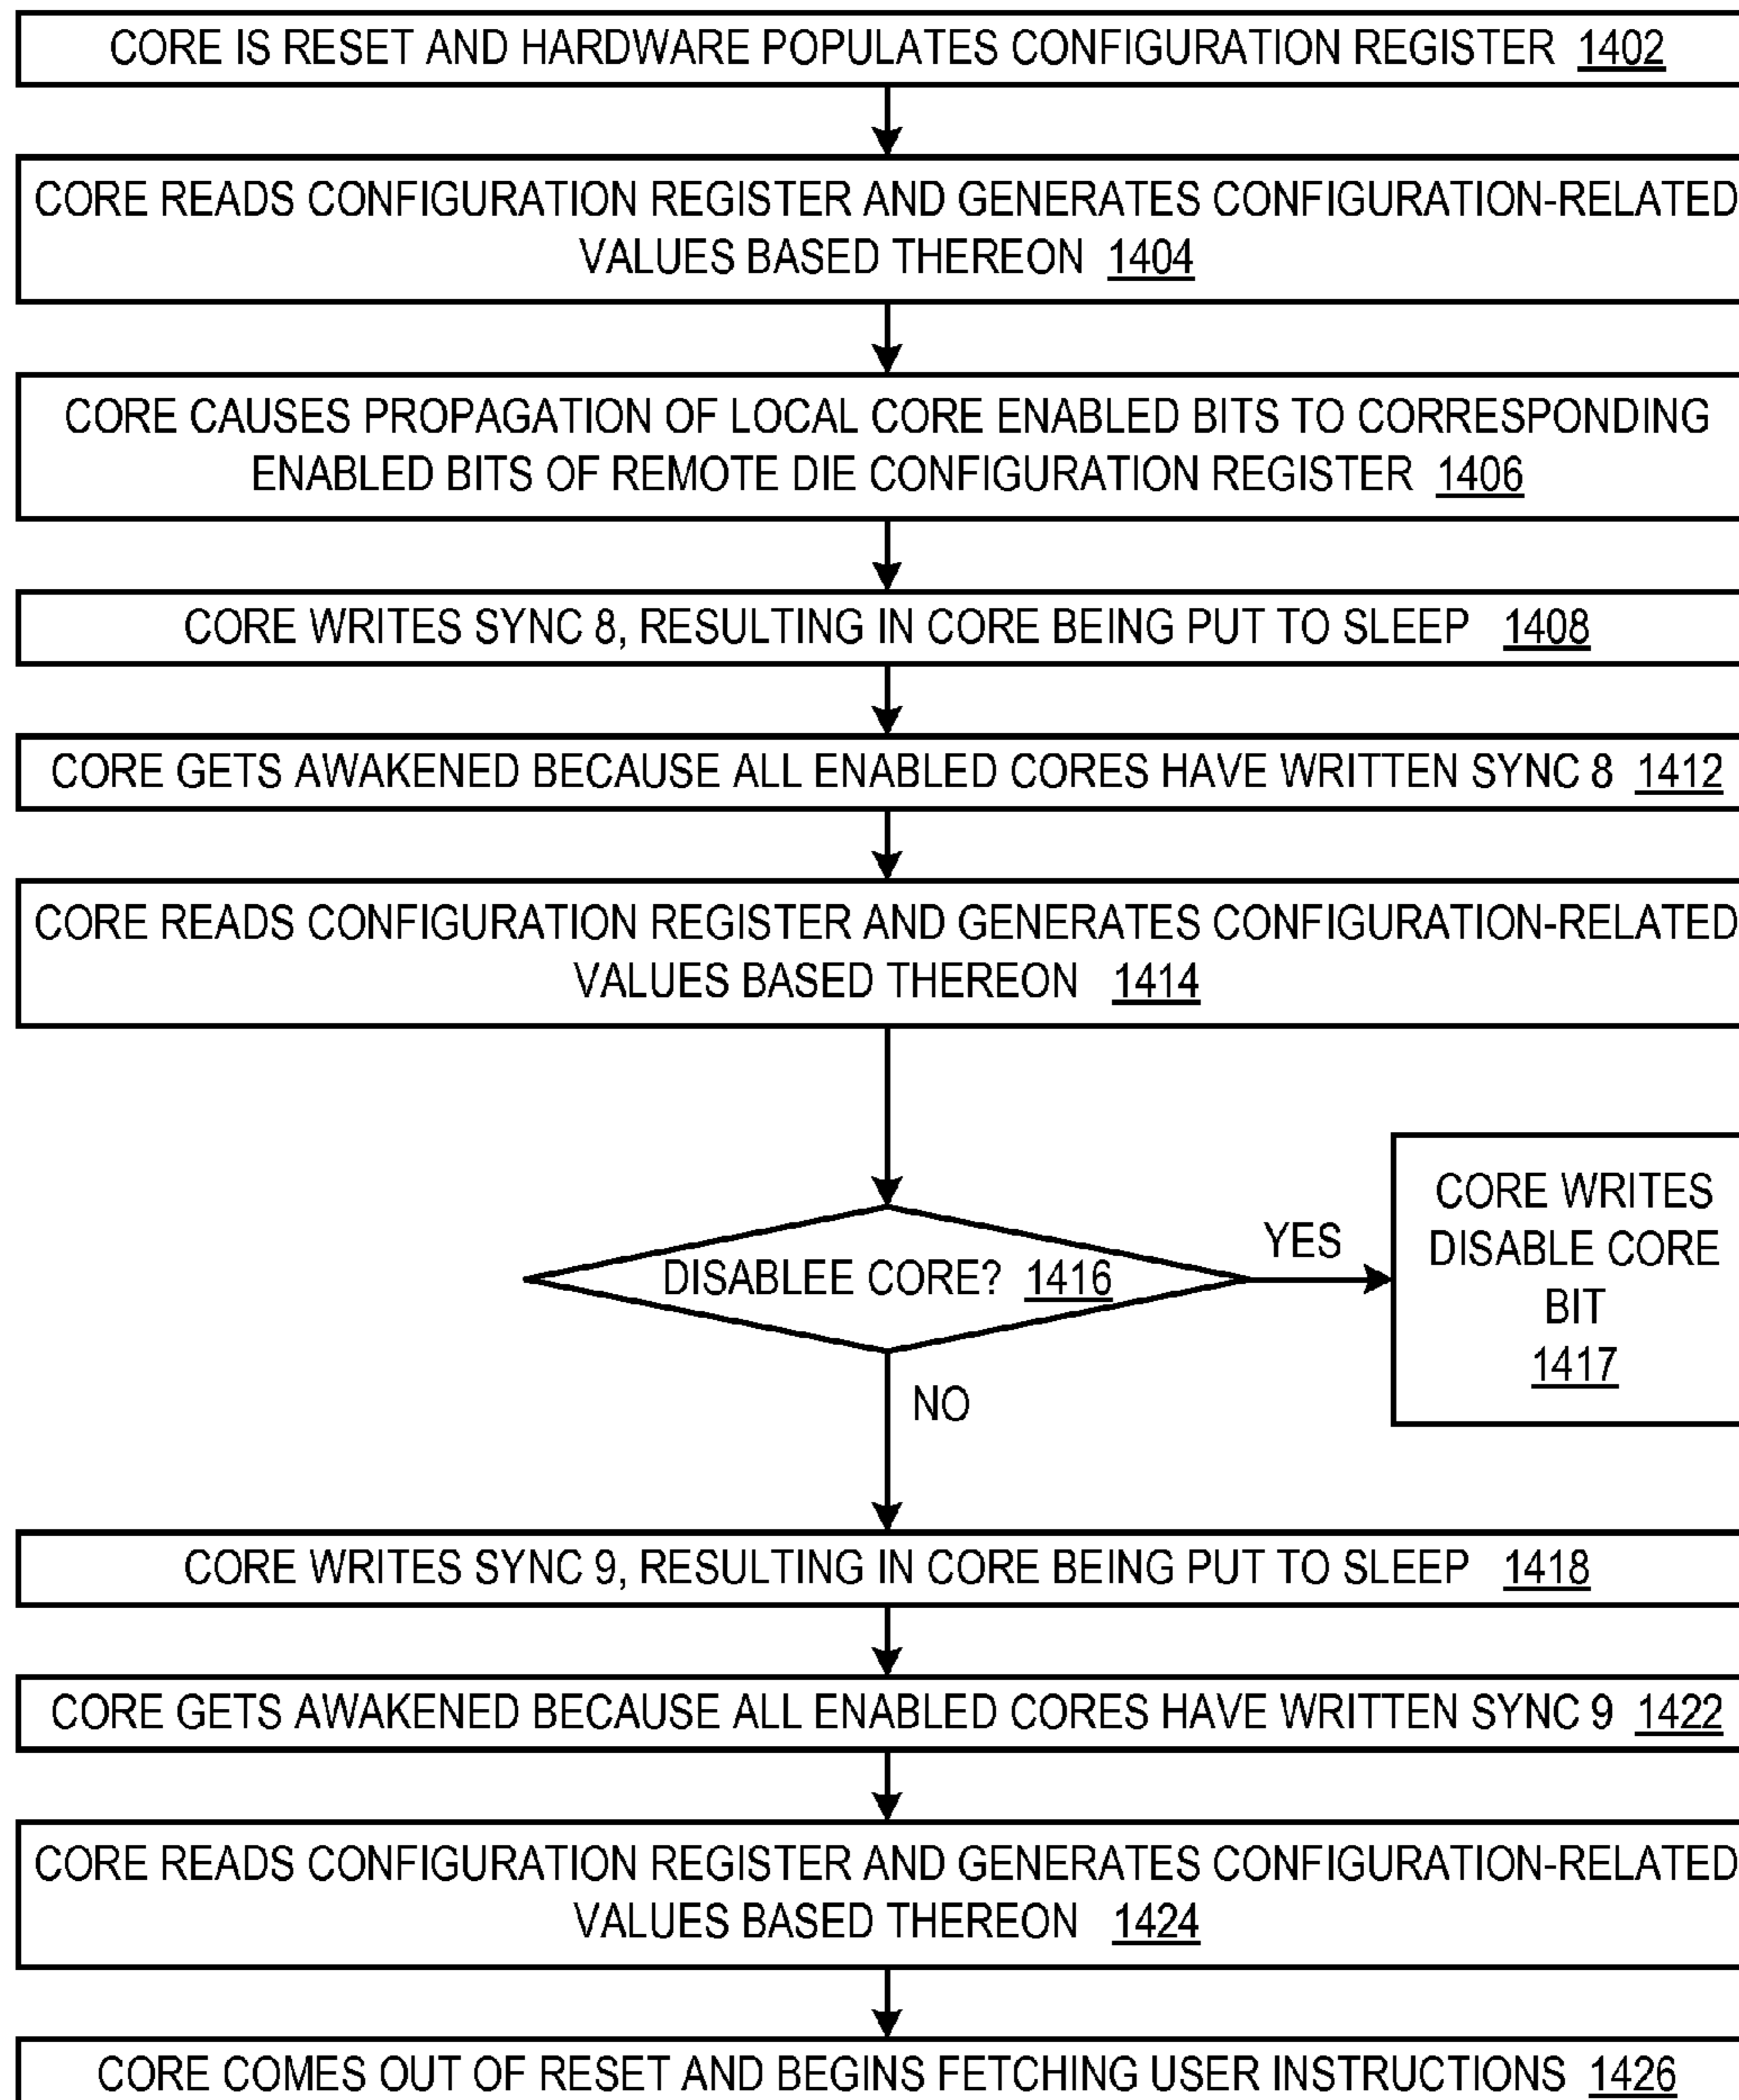 CORE IS RESET AND HARDWARE POPULATES CONFIGURATION REGISTER 1402
CORE READS CONFIGURATION REGISTER AND GENERATES CONFIGURATION-RELATED
VALUES BASED THEREON 1404
CORE CAUSES PROPAGATION OF LOCAL CORE ENABLED BITS TO CORRESPONDING
ENABLED BITS OF REMOTE DIE CONFIGURATION REGISTER 1406
CORE WRITES SYNC 8, RESULTING IN CORE BEING PUT TO SLEEP 1408
CORE GETS AWAKENED BECAUSE ALL ENABLED CORES HAVE WRITTEN SYNC 8 1412
CORE READS CONFIGURATION REGISTER AND GENERATES CONFIGURATION-RELATED
VALUES BASED THEREON 1414
DISABLEE CORE? 1416
YES
CORE WRITES
DISABLE CORE
BIT
1417
NO
CORE WRITES SYNC 9, RESULTING IN CORE BEING PUT TO SLEEP 1418
CORE GETS AWAKENED BECAUSE ALL ENABLED CORES HAVE WRITTEN SYNC 9 1422
CORE READS CONFIGURATION REGISTER AND GENERATES CONFIGURATION-RELATED
VALUES BASED THEREON 1424
CORE COMES OUT OF RESET AND BEGINS FETCHING USER INSTRUCTIONS 1426